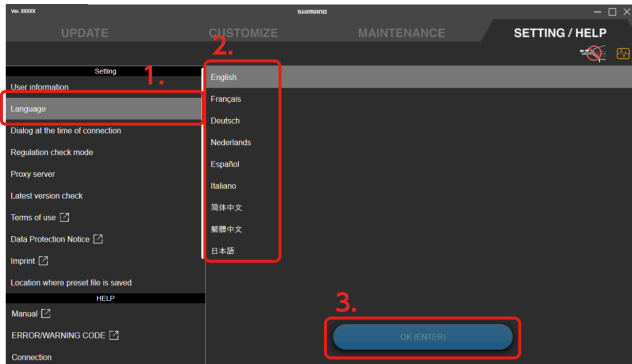 Ver. XXXXX
SHIMANO
UPDATE
CUSTOMIZE
MAINTENANCE
SETTING / HELP
1.
2.
Setting
User information
Language
Dialog at the time of connection
Regulation check mode
Proxy server
Latest version check
Terms of use
Data Protection Notice
Imprint
Location where preset file is saved
HELP
Manual
ERROR/WARNING CODE
Connection
English
Français
Deutsch
Nederlands
Español
Italiano
简体中文
繁體中文
日本語
3.
OK (ENTER)